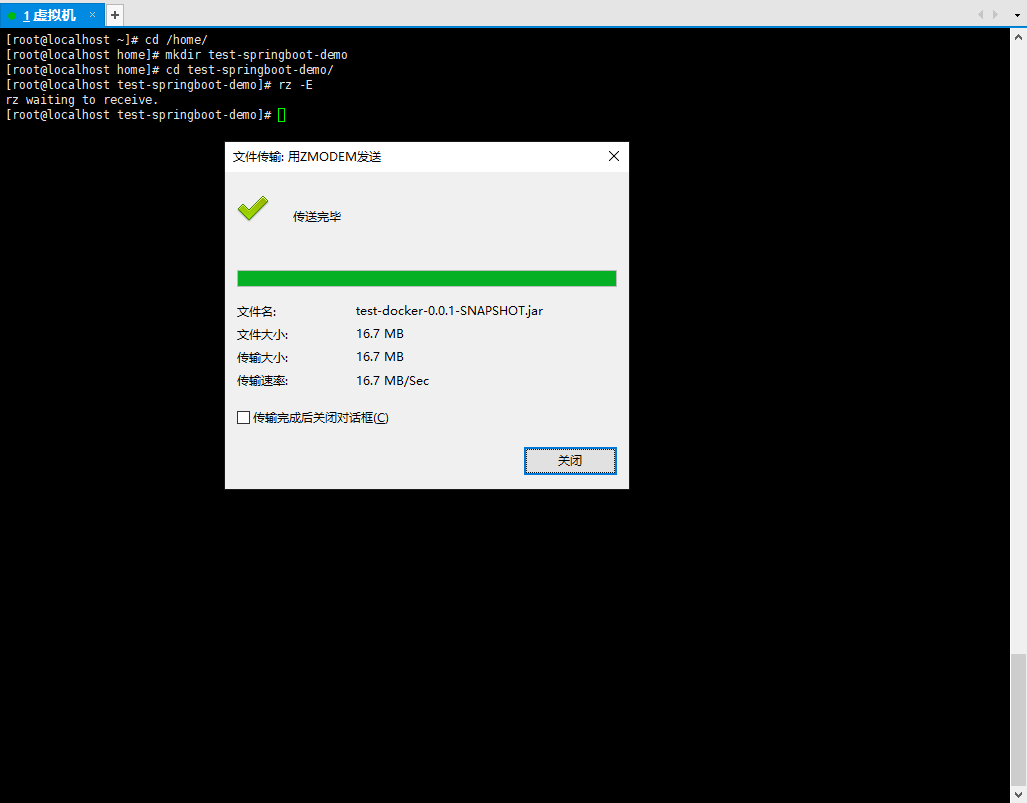 1 虚拟机
[root@localhost ~]# cd /home/
[root@localhost home]# mkdir test-springboot-demo
[root@localhost home]# cd test-springboot-demo/
[root@localhost test-springboot-demo]# rz -E
rz waiting to receive.
[root@localhost test-springboot-demo]#
文件传输: 用ZMODEM发送
传送完毕
文件名: test-docker-0.0.1-SNAPSHOT.jar
文件大小: 16.7 MB
传输大小: 16.7 MB
传输速率: 16.7 MB/Sec
传输完成后关闭对话框(C)
关闭